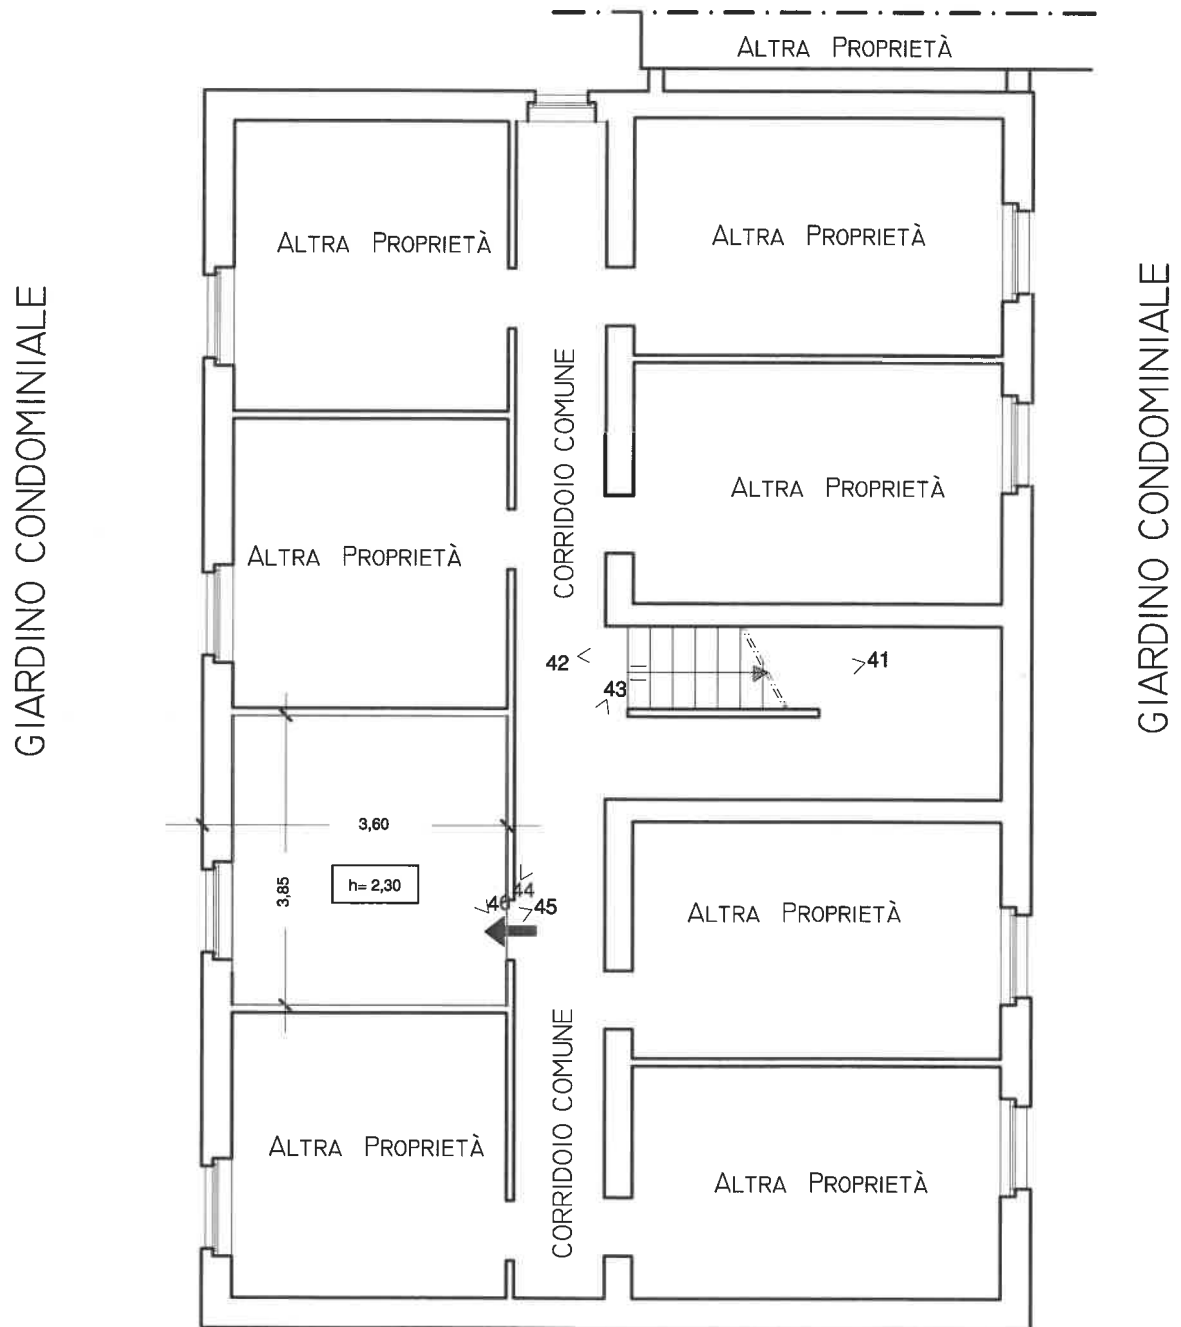 ALTRA PROPRIETÀ
ALTRA PROPRIETÀ
ALTRA PROPRIETÀ
GIARDINO CONDOMINIALE
GIARDINO CONDOMINIALE
CORRIDOIO COMUNE
ALTRA PROPRIETÀ
ALTRA PROPRIETÀ
42 <
>41
43
3,60
3,85
h= 2,30
44
46
45
ALTRA PROPRIETÀ
CORRIDOIO COMUNE
ALTRA PROPRIETÀ
ALTRA PROPRIETÀ